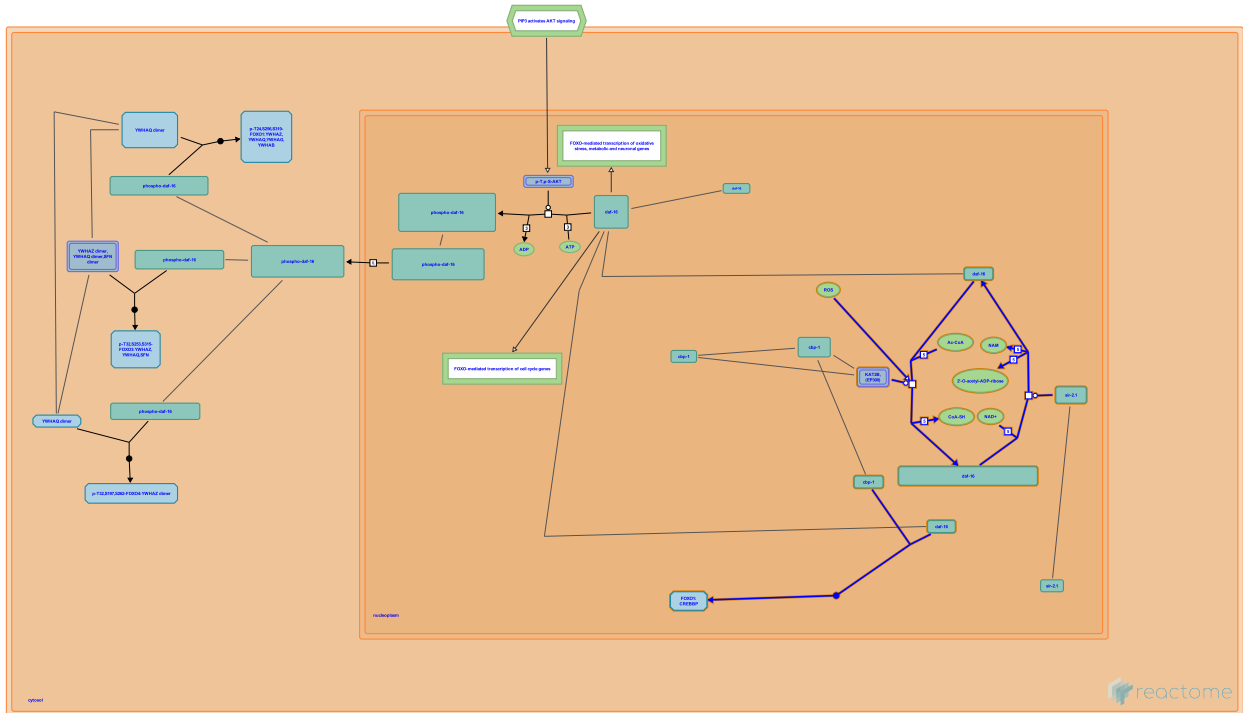 PIP3 activates AKT signaling
YWHAQ dimer
p-T24,S256,S319-
FOXO1:YWHAZ,
YWHAQ,YWHAG,
YWHAB
FOXO-mediated transcription of oxidative
stress, metabolic and neuronal genes
p-T,p-S-AKT
phospho-daf-16
daf-16
phospho-daf-16
daf-16
ADP
ATP
YWHAZ dimer,
YWHAQ dimer,SFN
dimer
phospho-daf-16
phospho-daf-16
phospho-daf-16
daf-16
ROS
p-T32,S253,S315-
FOXO3:YWHAZ,
YWHAQ,SFN
Ac-CoA
NAM
cbp-1
cbp-1
FOXO-mediated transcription of cell cycle genes
KAT2B,
(EP300)
2'-O-acetyl-ADP-ribose
sir-2.1
phospho-daf-16
YWHAQ dimer
CoA-SH
NAD+
daf-16
cbp-1
p-T32,S197,S262-FOXO4:YWHAZ dimer
daf-16
sir-2.1
FOXO1:
CREBBP
nucleoplasm
cytosol
reactome